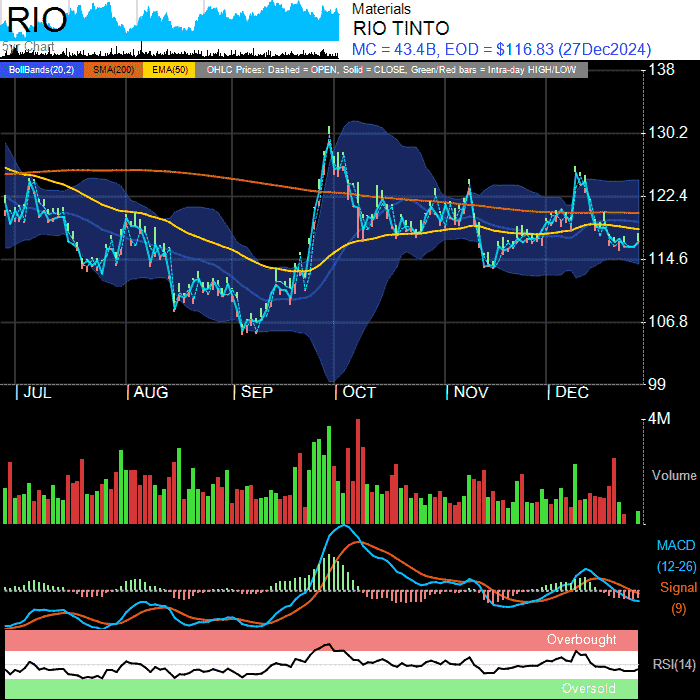 RIO
5yr Chart
Materials
RIO TINTO
MC = 43.4B, EOD = $116.83 (27Dec2024)
BollBands(20,2) SMA(200) EMA(50) OHLC Prices: Dashed = OPEN, Solid = CLOSE, Green/Red bars = Intra-day HIGH/LOW
138
130.2
122.4
114.6
106.8
99
JUL AUG SEP OCT NOV DEC
4M
Volume
MACD
(12-26)
Signal
(9)
Overbought
RSI(14)
Oversold